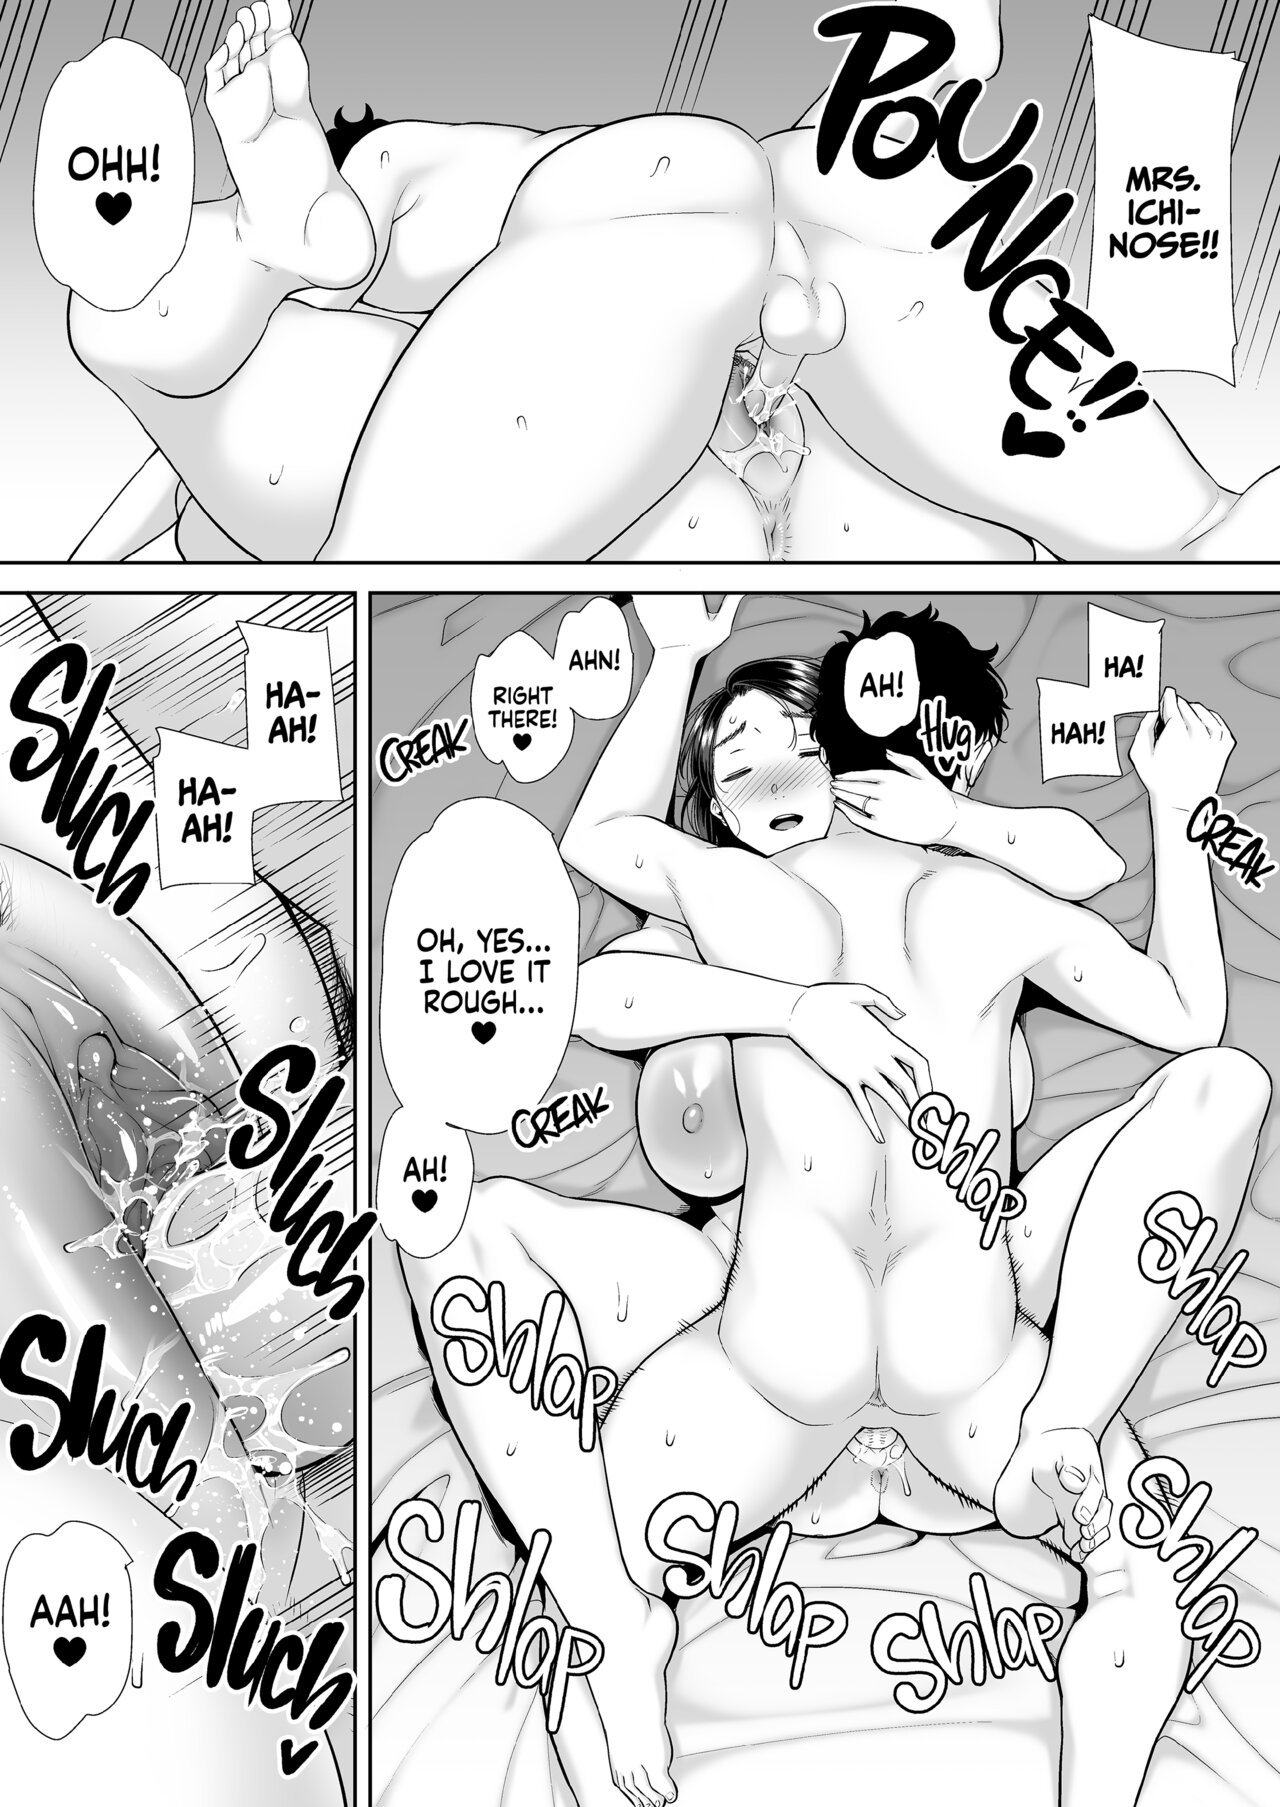 MRS.
ICHI-
NOSE!!
POUNCE!!
OHH!
♥
HA!
HAH!
AH!
Hug
CREAK
AHN!
RIGHT
THERE!
♥
CREAK
OH, YES...
I LOVE IT
ROUGH...
♥
CREAK
AH!
♥
Shlap
Shlap
Shlap
Shlap
Shlap
Shlap
Shlap
HA-
AH!
HA-
AH!
Sluch
Sluch
Sluch
Sluch
AAH!
♥